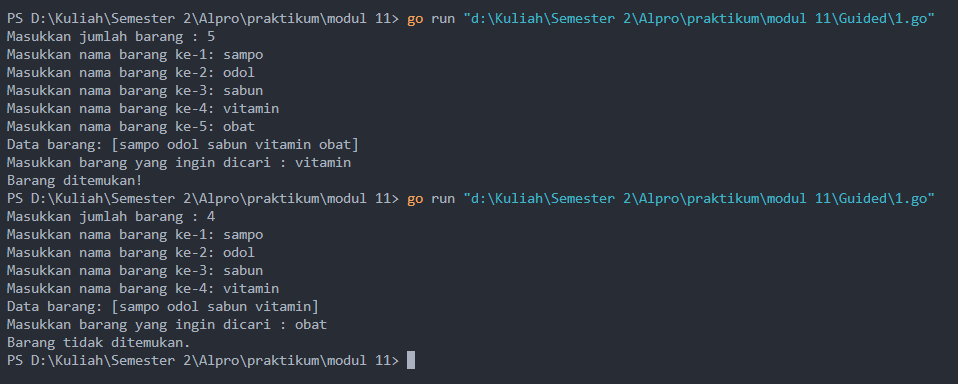 PS D:\Kuliah\Semester 2\Alpro\praktikum\modul 11> go run "d:\Kuliah\Semester 2\Alpro\praktikum\modul 11\Guided\1.go"
Masukkan jumlah barang : 5
Masukkan nama barang ke-1: sampo
Masukkan nama barang ke-2: odol
Masukkan nama barang ke-3: sabun
Masukkan nama barang ke-4: vitamin
Masukkan nama barang ke-5: obat
Data barang: [sampo odol sabun vitamin obat]
Masukkan barang yang ingin dicari : vitamin
Barang ditemukan!
PS D:\Kuliah\Semester 2\Alpro\praktikum\modul 11> go run "d:\Kuliah\Semester 2\Alpro\praktikum\modul 11\Guided\1.go"
Masukkan jumlah barang : 4
Masukkan nama barang ke-1: sampo
Masukkan nama barang ke-2: odol
Masukkan nama barang ke-3: sabun
Masukkan nama barang ke-4: vitamin
Data barang: [sampo odol sabun vitamin]
Masukkan barang yang ingin dicari : obat
Barang tidak ditemukan.
PS D:\Kuliah\Semester 2\Alpro\praktikum\modul 11>